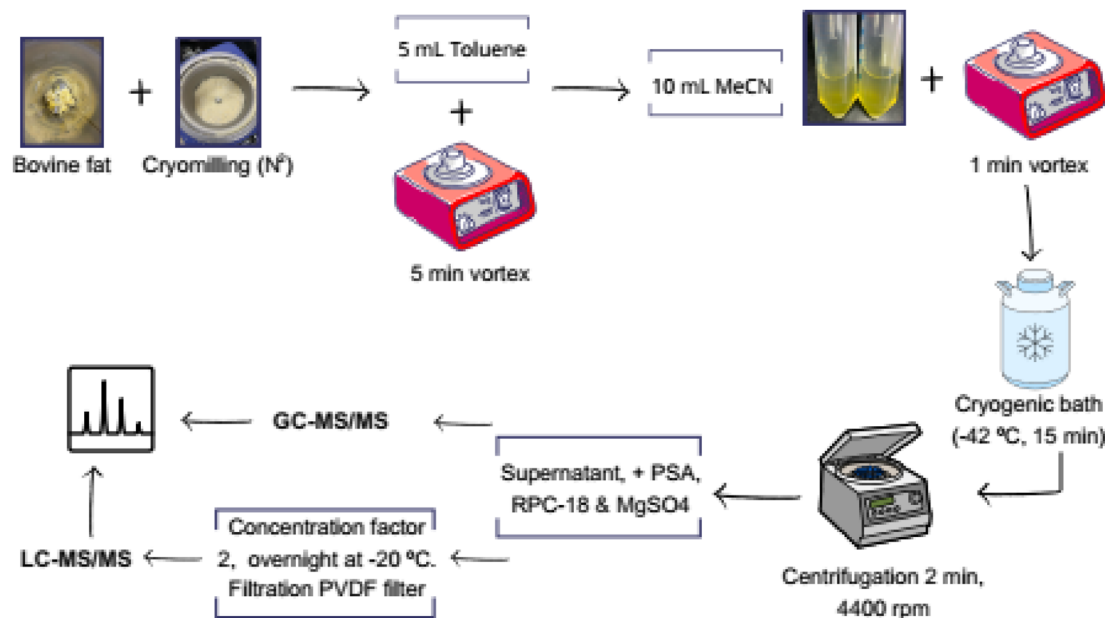 Bovine fat
Cryomilling (N²)
5 mL Toluene
5 min vortex
10 mL MeCN
1 min vortex
Cryogenic bath
(-42 ºC, 15 min)
Centrifugation 2 min,
4400 rpm
Supernatant, + PSA,
RPC-18 & MgSO4
GC-MS/MS
Concentration factor
2, overnight at -20 ºC.
Filtration PVDF filter
LC-MS/MS